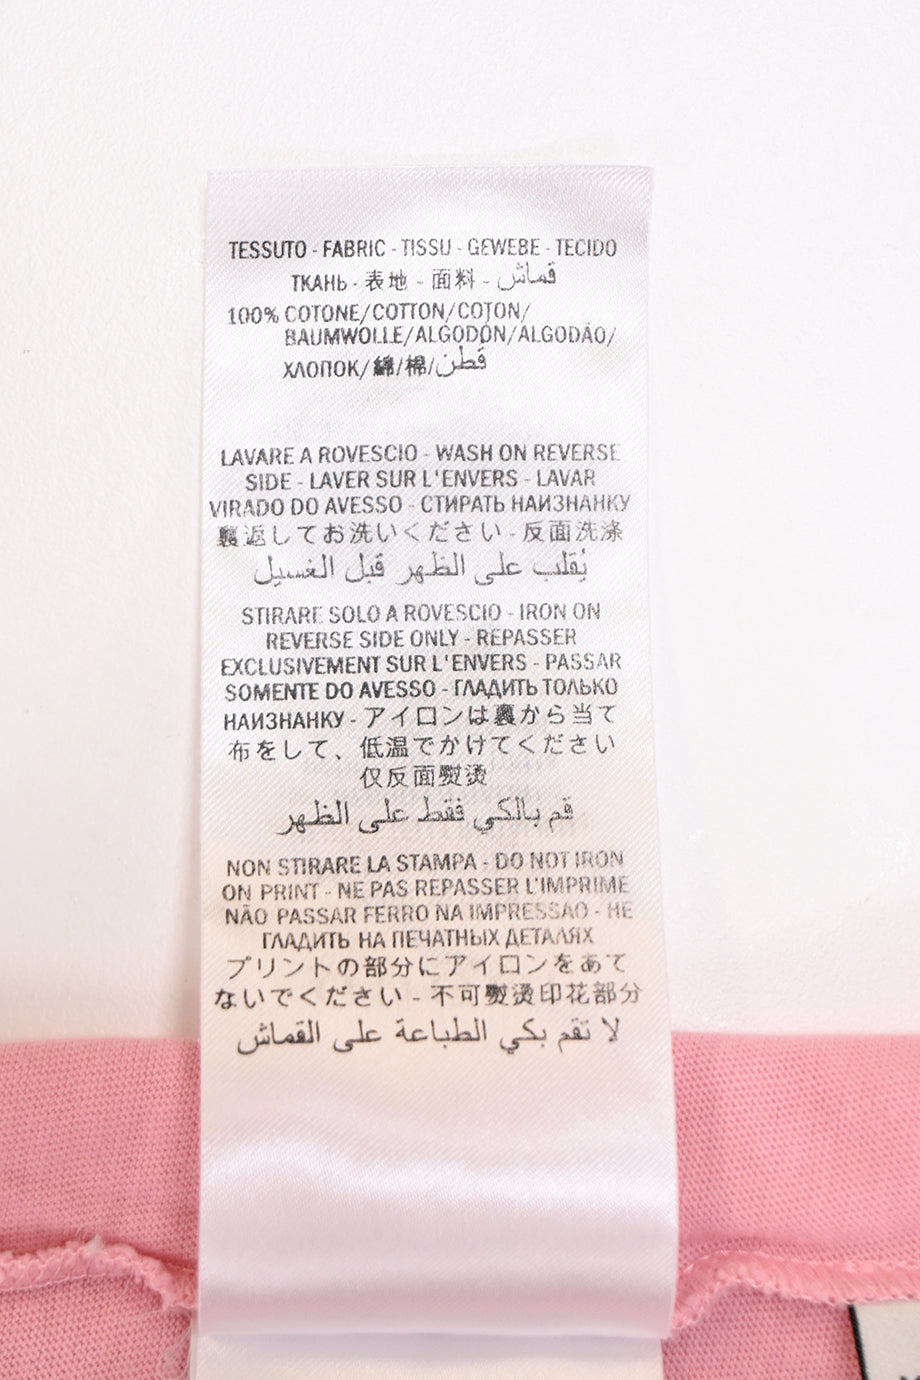 TESSUTO - FABRIC - TISSU - GEWEBE - TECIDO
ТКАНЬ - 表地 - 面料 - قماش
100% COTONE/COTTON/COTON/
BAUMWOLLE/ALGODÓN/ALGODÃO/
ХЛОПОК/綿/棉/قطن
LAVARE A ROVESCIO - WASH ON REVERSE
SIDE - LAVER SUR L'ENVERS - LAVAR
VIRADO DO AVESSO - СТИРАТЬ НАИЗНАНКУ
裏返してお洗いください - 反面洗涤
يُقلب على الظهر قبل الغسيل
STIRARE SOLO A ROVESCIO - IRON ON
REVERSE SIDE ONLY - REPASSER
EXCLUSIVEMENT SUR L'ENVERS - PASSAR
SOMENTE DO AVESSO - ГЛАДИТЬ ТОЛЬКО
НАИЗНАНКУ - アイロンは裏から当て
布をして、低温でかけてください
仅反面熨烫
قم بالكي فقط على الظهر
NON STIRARE LA STAMPA - DO NOT IRON
ON PRINT - NE PAS REPASSER L'IMPRIME
NÃO PASSAR FERRO NA IMPRESSAO - НЕ
ГЛАДИТЬ НА ПЕЧАТНЫХ ДЕТАЛЯХ
プリントの部分にアイロンをあて
ないでください - 不可熨烫印花部分
لا تقم بكي الطباعة على القماش